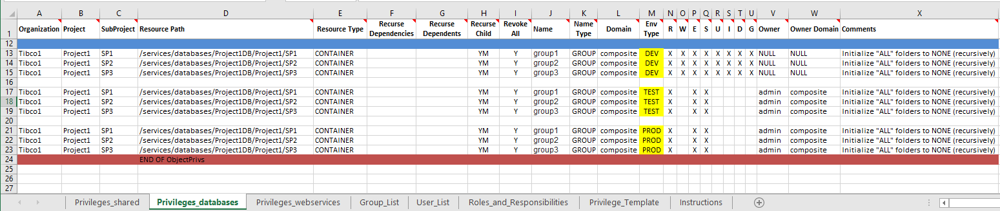 A B C D E F G H I J K L M N O P Q R S T U V W X
1 Organization Project SubProject Resource Path Resource Type Recurse Dependencies Recurse Dependents Recurse Child Revoke All Name Name Type Domain Env Type R W E S U I D G Owner Owner Domain Comments
12
13 Tibco1 Project1 SP1 /services/databases/Project1DB/Project1/SP1 CONTAINER YM Y group1 GROUP composite DEV X X X X X X X X NULL NULL Initialize "ALL" folders to NONE (recursively)
14 Tibco1 Project1 SP2 /services/databases/Project1DB/Project1/SP2 CONTAINER YM Y group2 GROUP composite DEV X X X X X X X X NULL NULL Initialize "ALL" folders to NONE (recursively)
15 Tibco1 Project1 SP3 /services/databases/Project1DB/Project1/SP3 CONTAINER YM Y group3 GROUP composite DEV X X X X X X X X NULL NULL Initialize "ALL" folders to NONE (recursively)
16
17 Tibco1 Project1 SP1 /services/databases/Project1DB/Project1/SP1 CONTAINER YM Y group1 GROUP composite TEST X X X admin composite Initialize "ALL" folders to NONE (recursively)
18 Tibco1 Project1 SP2 /services/databases/Project1DB/Project1/SP2 CONTAINER YM Y group2 GROUP composite TEST X X X admin composite Initialize "ALL" folders to NONE (recursively)
19 Tibco1 Project1 SP3 /services/databases/Project1DB/Project1/SP3 CONTAINER YM Y group3 GROUP composite TEST X X X admin composite Initialize "ALL" folders to NONE (recursively)
20
21 Tibco1 Project1 SP1 /services/databases/Project1DB/Project1/SP1 CONTAINER YM Y group1 GROUP composite PROD X X X admin composite Initialize "ALL" folders to NONE (recursively)
22 Tibco1 Project1 SP2 /services/databases/Project1DB/Project1/SP2 CONTAINER YM Y group2 GROUP composite PROD X X X admin composite Initialize "ALL" folders to NONE (recursively)
23 Tibco1 Project1 SP3 /services/databases/Project1DB/Project1/SP3 CONTAINER YM Y group3 GROUP composite PROD X X X admin composite Initialize "ALL" folders to NONE (recursively)
24 END OF ObjectPrivs
25
26
27
Privileges_shared Privileges_databases Privileges_webservices Group_List User_List Roles_and_Responsibilities Privilege_Template Instructions